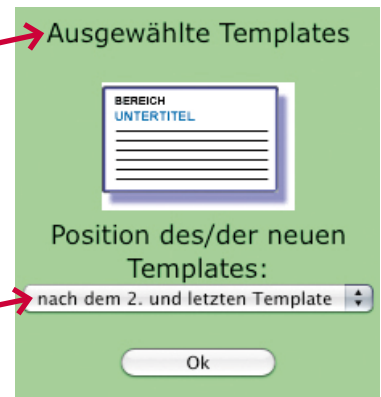 Ausgewählte Templates
BEREICH
UNTERTITEL
Position des/der neuen
Templates:
nach dem 2. und letzten Template
Ok